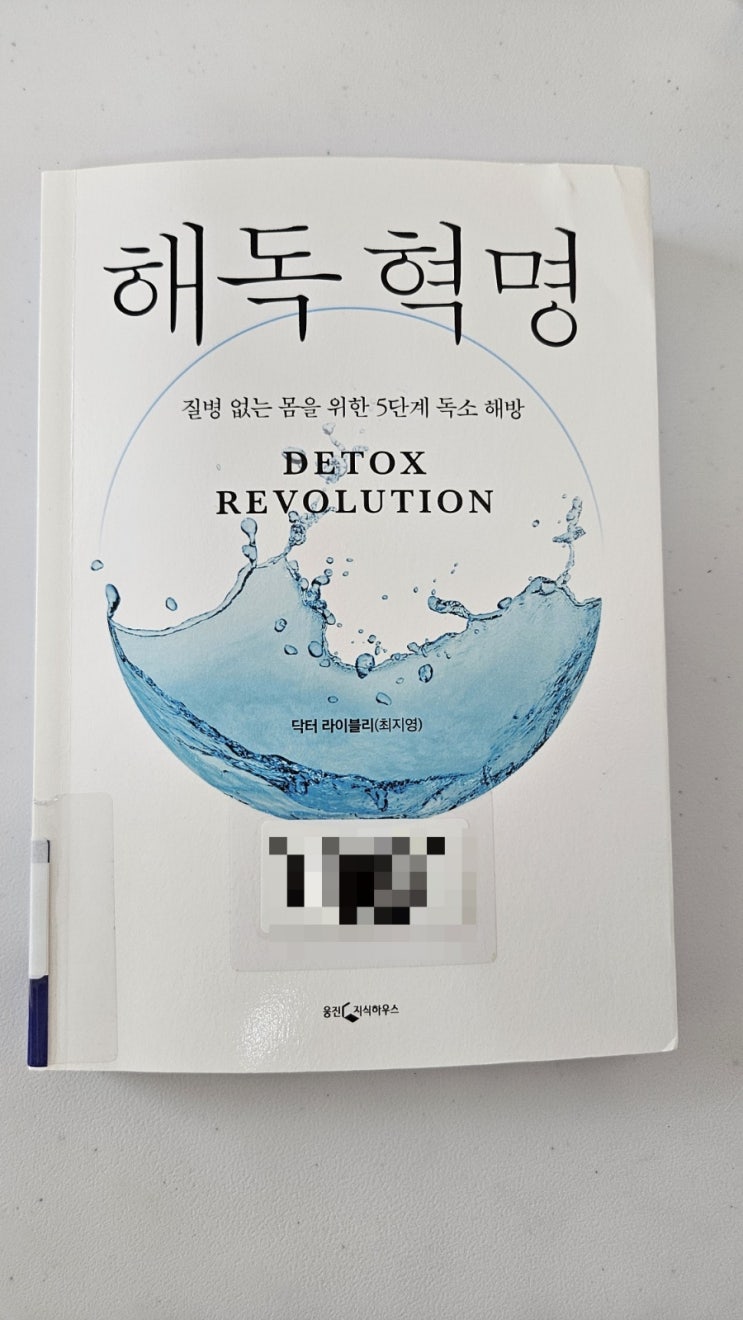 해독 혁명
질병 없는 몸을 위한 5단계 독소 해방
DETOX
REVOLUTION
닥터 라이블리(최지영)
웅진 지식하우스